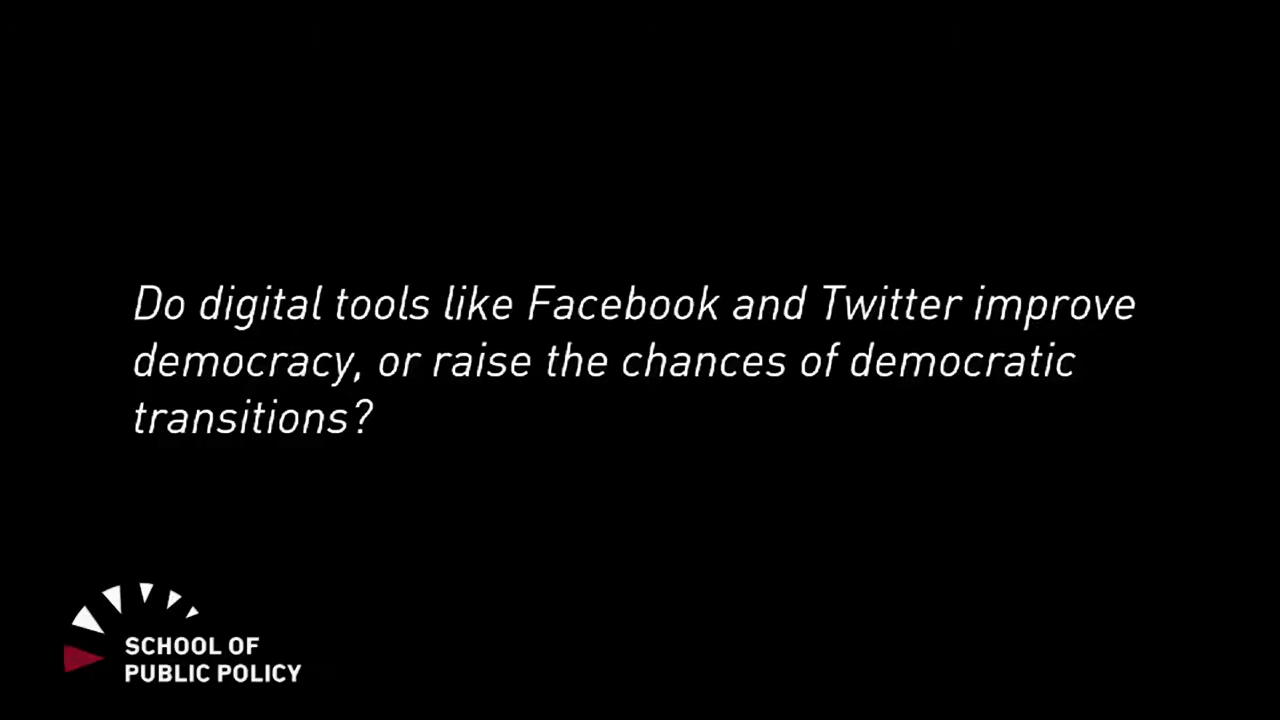 Do digital tools like Facebook and Twitter improve
democracy, or raise the chances of democratic
transitions?
SCHOOL OF
PUBLIC POLICY